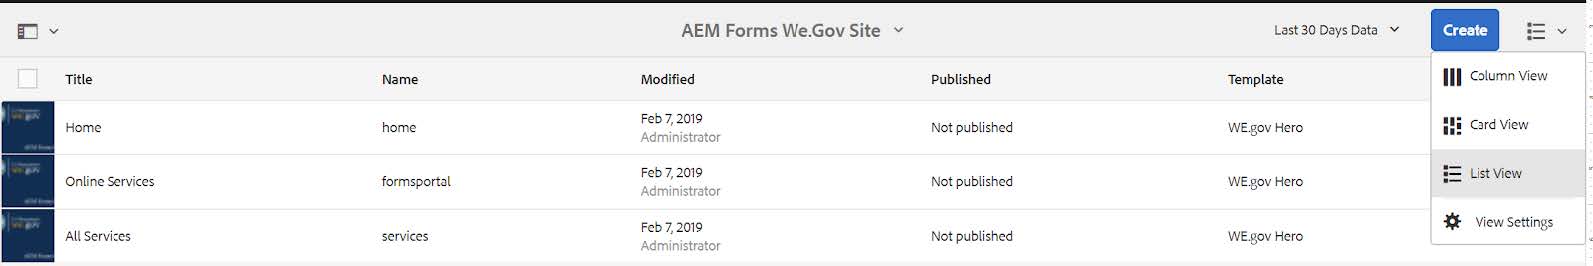 AEM Forms We.Gov Site
Last 30 Days Data
Create
Title Name Modified Published Template
Column View
Card View
List View
View Settings
Home home Feb 7, 2019 Not published WE.gov Hero
Administrator
Online Services formsportal Feb 7, 2019 Not published WE.gov Hero
Administrator
All Services services Feb 7, 2019 Not published WE.gov Hero
Administrator